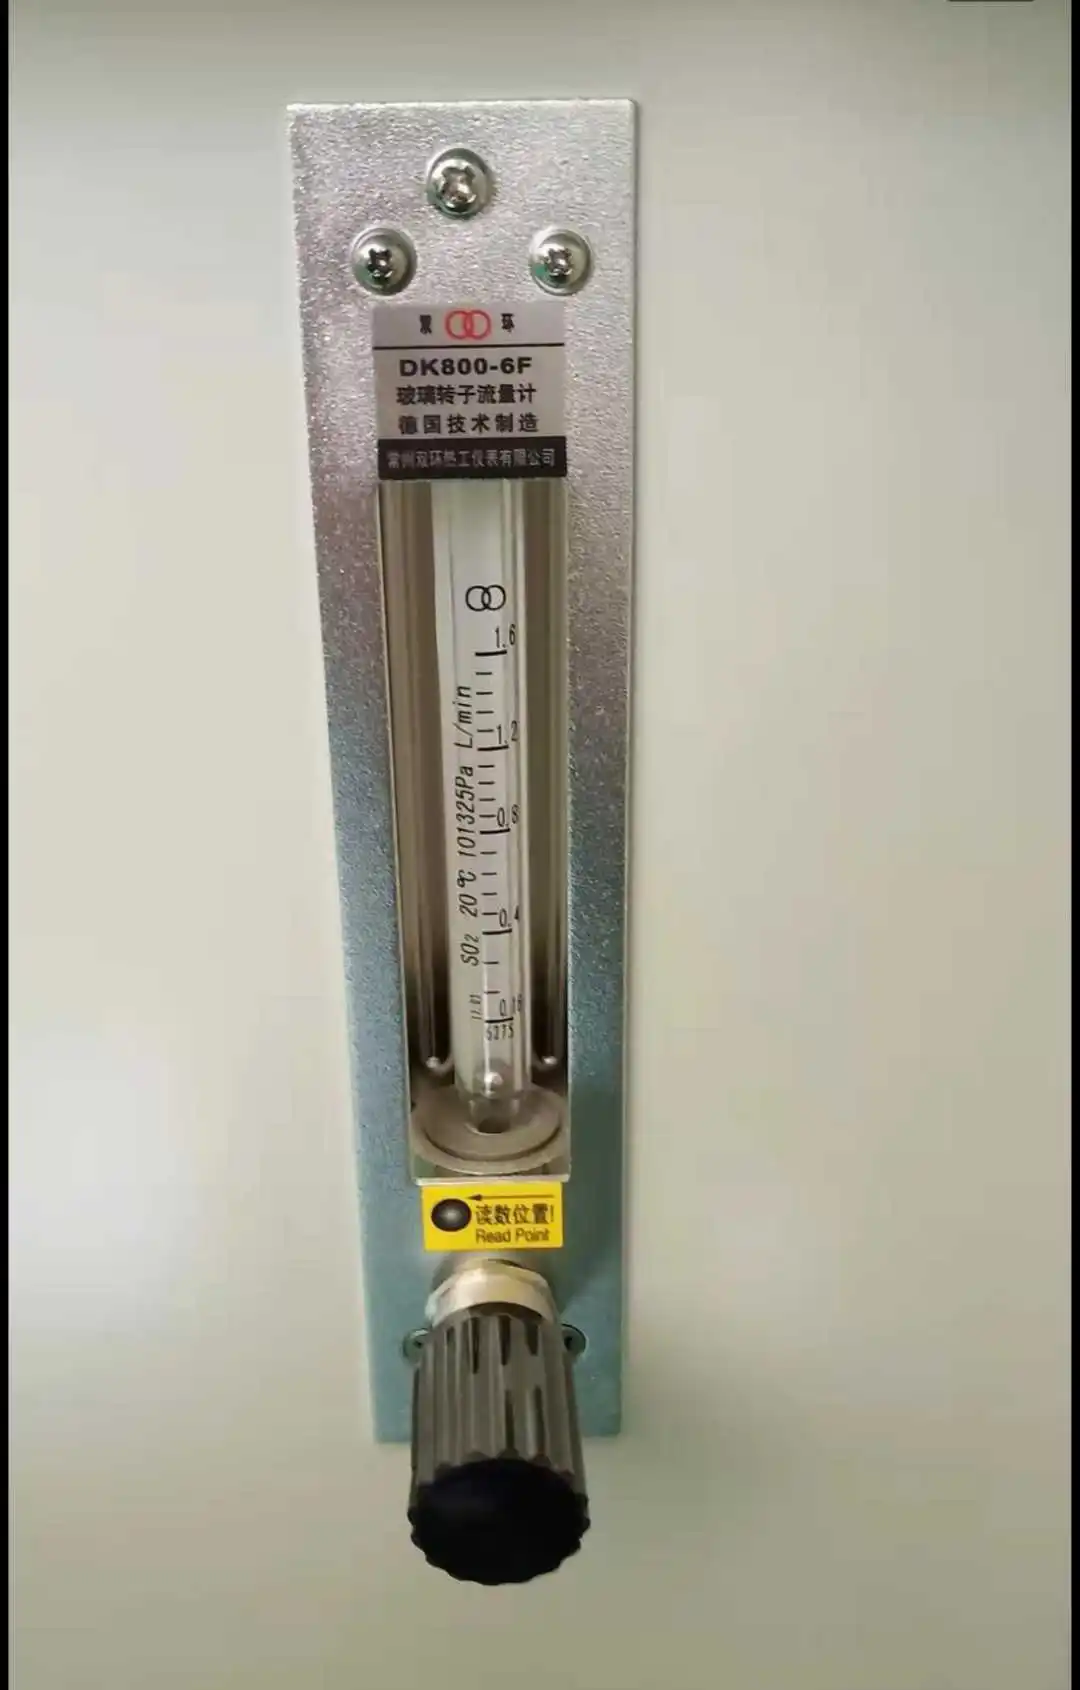 双 环
DK800-6F
玻璃转子流量计
德国技术制造
常州双环热工仪表有限公司
1.6
1.2
0.8
0.4
0.16
SO₂ 20℃ 101325Pa L/min
读数位置!
Read Point